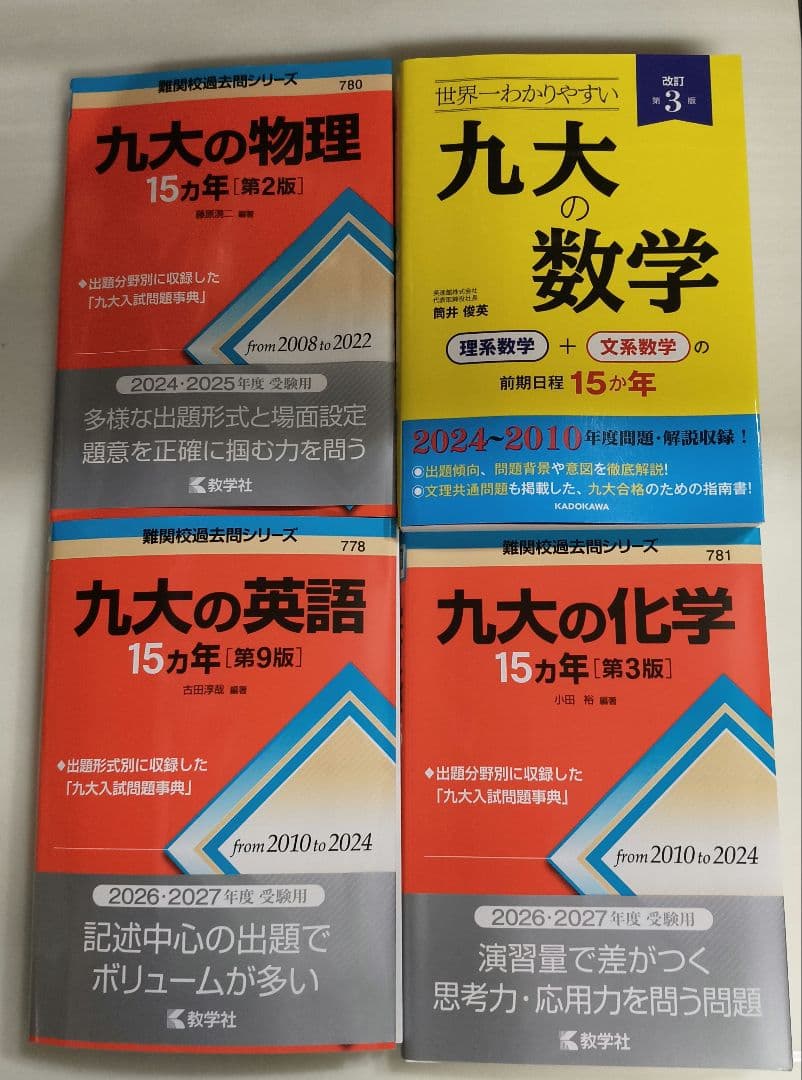 難関校過去問シリーズ
780
九大の物理
15カ年[第2版]
藤原滉二 編著
◆出題分野別に収録した
「九大入試問題事典」
from 2008 to 2022
2024・2025年度 受験用
多様な出題形式と場面設定
題意を正確に掴む力を問う
教学社
世界一わかりやすい
改訂
第3版
九大
の
数学
英進館株式会社
代表取締役社長
筒井 俊英
理系数学 + 文系数学 の
前期日程 15か年
2024~2010年度問題・解説収録!
◉出題傾向、問題背景や意図を徹底解説!
◉文理共通問題も掲載した、九大合格のための指南書!
KADOKAWA
難関校過去問シリーズ
778
九大の英語
15カ年[第9版]
古田淳哉 編著
◆出題形式別に収録した
「九大入試問題事典」
from 2010 to 2024
2026・2027年度 受験用
記述中心の出題で
ボリュームが多い
教学社
難関校過去問シリーズ
781
九大の化学
15カ年[第3版]
小田 裕 編著
◆出題分野別に収録した
「九大入試問題事典」
from 2010 to 2024
2026・2027年度 受験用
演習量で差がつく
思考力・応用力を問う問題
教学社